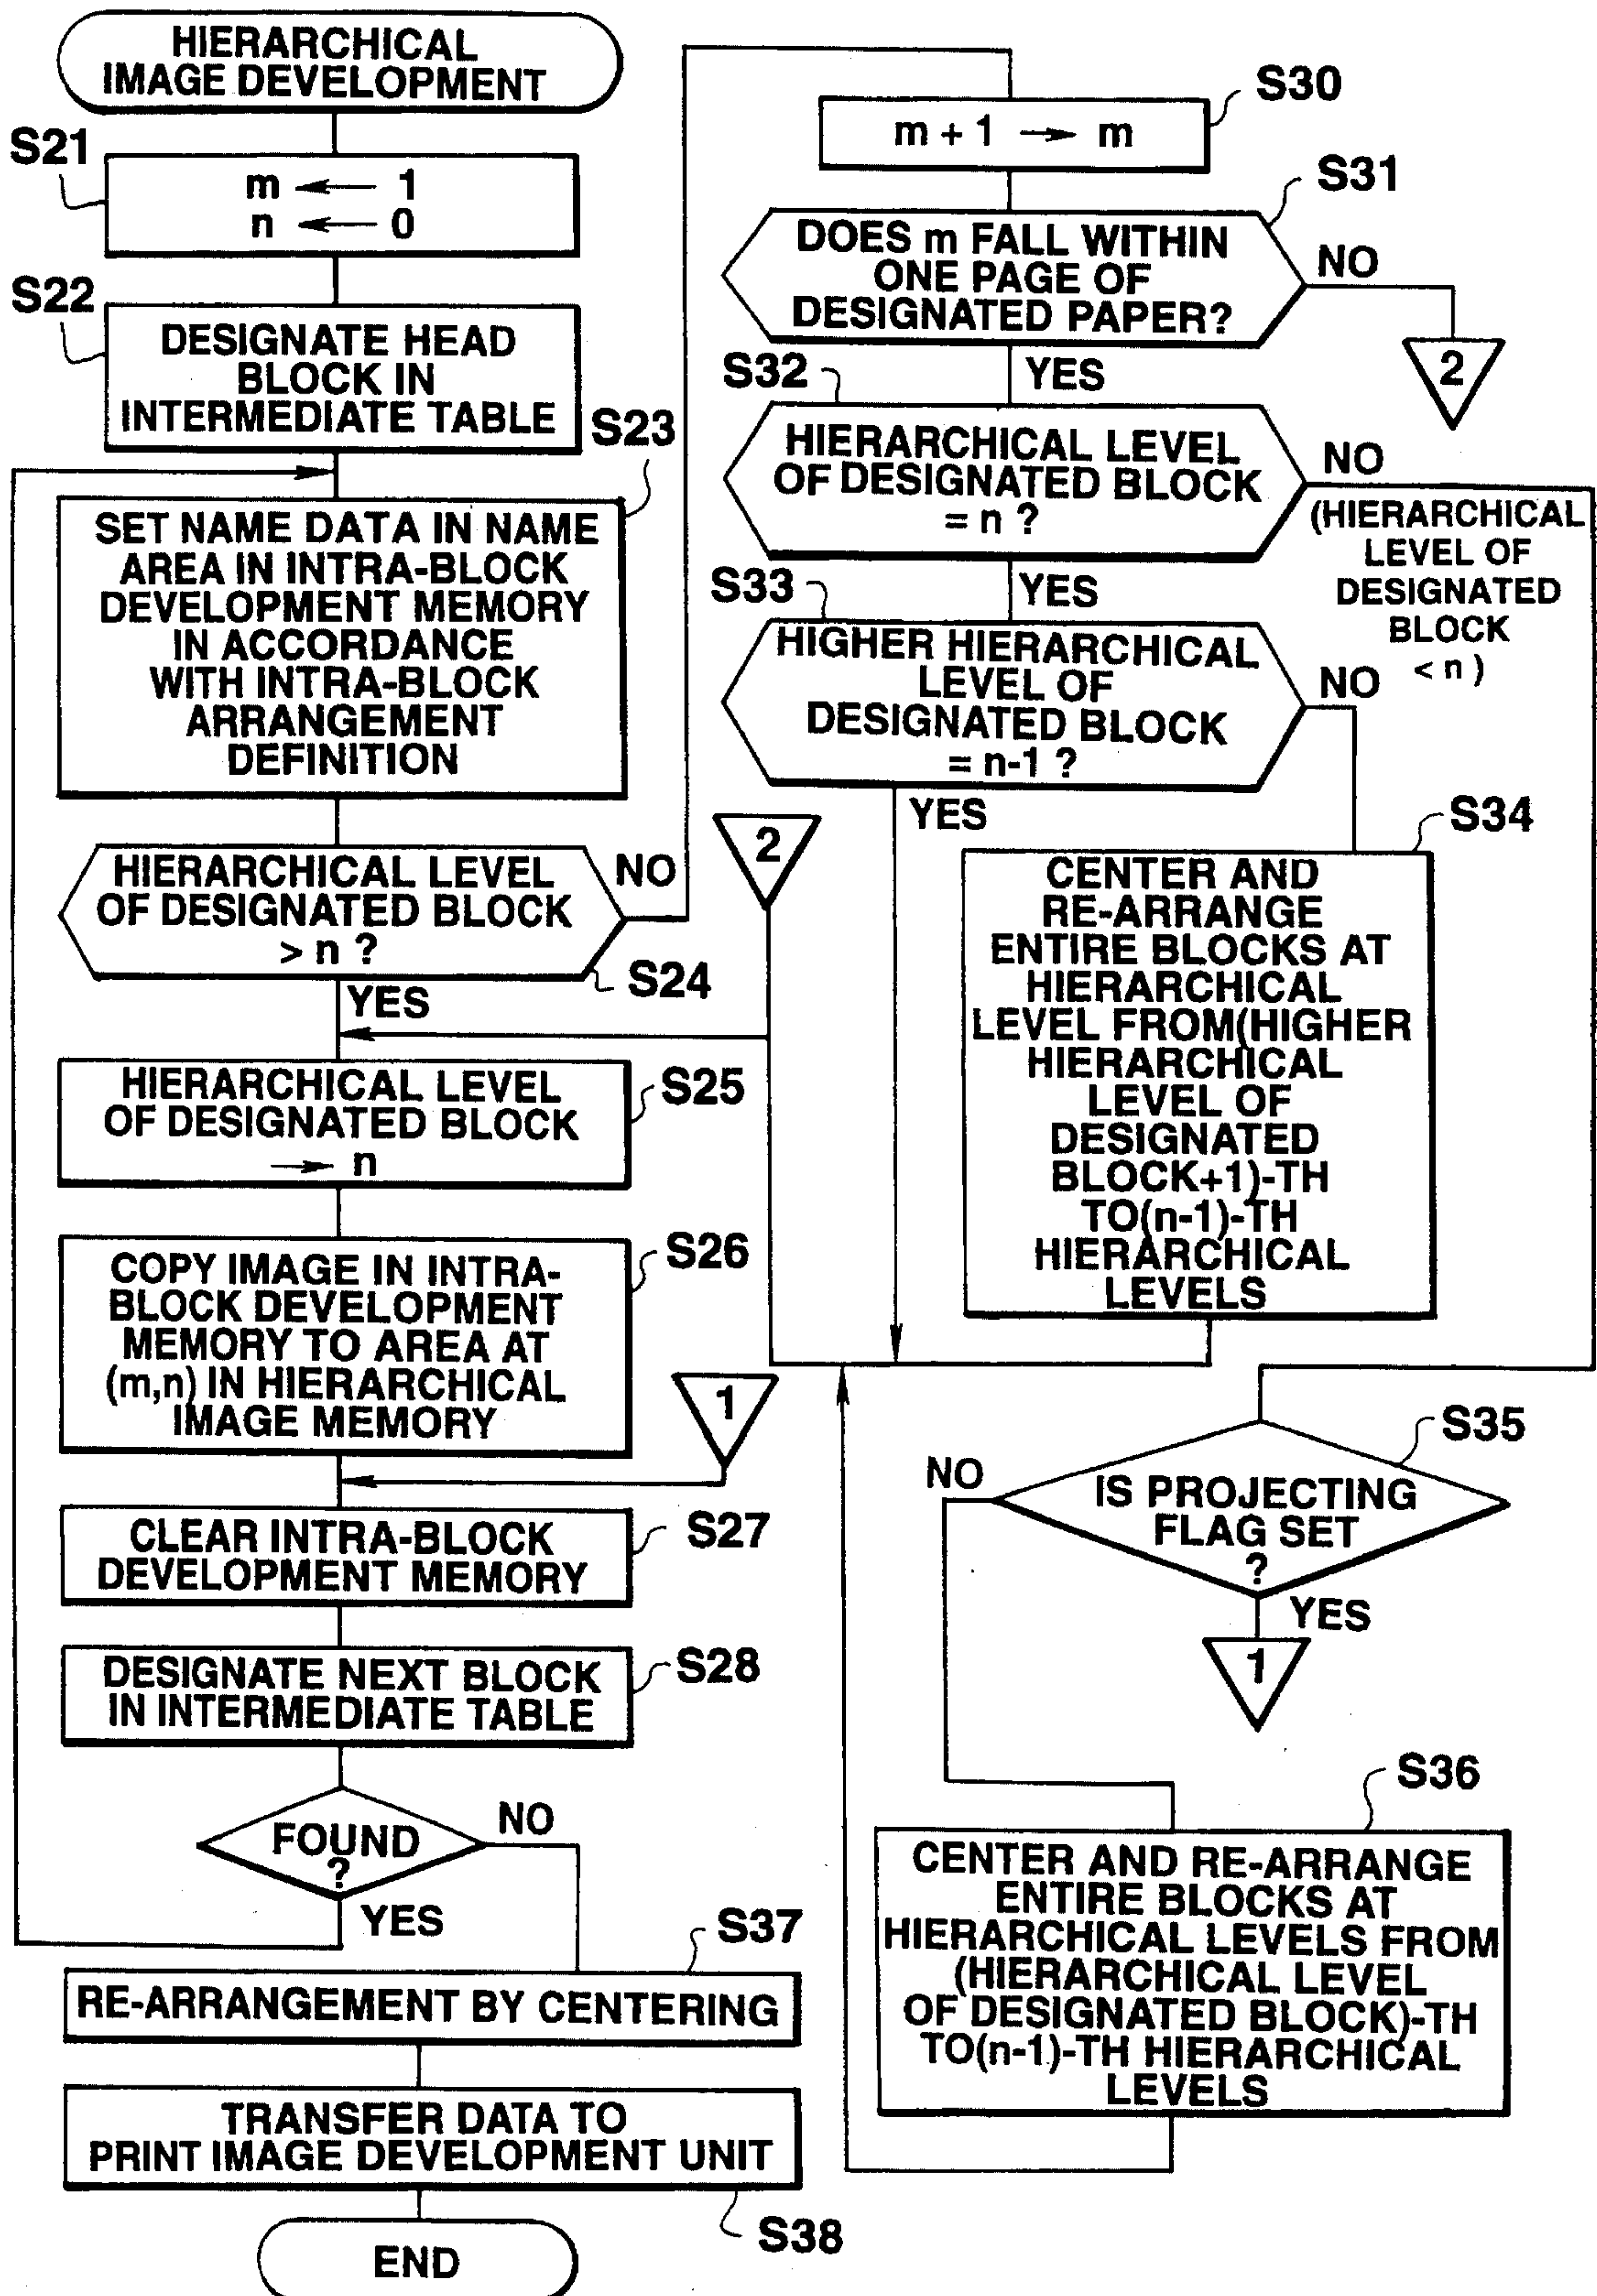 HIERARCHICAL
IMAGE DEVELOPMENT
S21
m ← 1
n ← 0
S22
DESIGNATE HEAD
BLOCK IN
INTERMEDIATE TABLE
S23
SET NAME DATA IN NAME
AREA IN INTRA-BLOCK
DEVELOPMENT MEMORY
IN ACCORDANCE
WITH INTRA-BLOCK
ARRANGEMENT
DEFINITION
HIERARCHICAL LEVEL
OF DESIGNATED BLOCK
> n ?
NO
S24
YES
2
HIERARCHICAL LEVEL
OF DESIGNATED BLOCK
→ n
S25
COPY IMAGE IN INTRA-
BLOCK DEVELOPMENT
MEMORY TO AREA AT
(m,n) IN HIERARCHICAL
IMAGE MEMORY
S26
1
CLEAR INTRA-BLOCK
DEVELOPMENT MEMORY
S27
DESIGNATE NEXT BLOCK
IN INTERMEDIATE TABLE
S28
FOUND
?
NO
YES
S37
RE-ARRANGEMENT BY CENTERING
TRANSFER DATA TO
PRINT IMAGE DEVELOPMENT UNIT
S38
END
S30
m + 1 → m
S31
DOES m FALL WITHIN
ONE PAGE OF
DESIGNATED PAPER?
NO
2
YES
S32
HIERARCHICAL LEVEL
OF DESIGNATED BLOCK
= n ?
NO
(HIERARCHICAL
LEVEL OF
DESIGNATED
BLOCK
< n )
YES
S33
HIGHER HIERARCHICAL
LEVEL OF
DESIGNATED BLOCK
= n-1 ?
NO
YES
S34
CENTER AND
RE-ARRANGE
ENTIRE BLOCKS AT
HIERARCHICAL
LEVEL FROM(HIGHER
HIERARCHICAL
LEVEL OF
DESIGNATED
BLOCK+1)-TH
TO(n-1)-TH
HIERARCHICAL
LEVELS
S35
NO
IS PROJECTING
FLAG SET
?
YES
1
S36
CENTER AND RE-ARRANGE
ENTIRE BLOCKS AT
HIERARCHICAL LEVELS FROM
(HIERARCHICAL LEVEL
OF DESIGNATED BLOCK)-TH
TO(n-1)-TH HIERARCHICAL
LEVELS